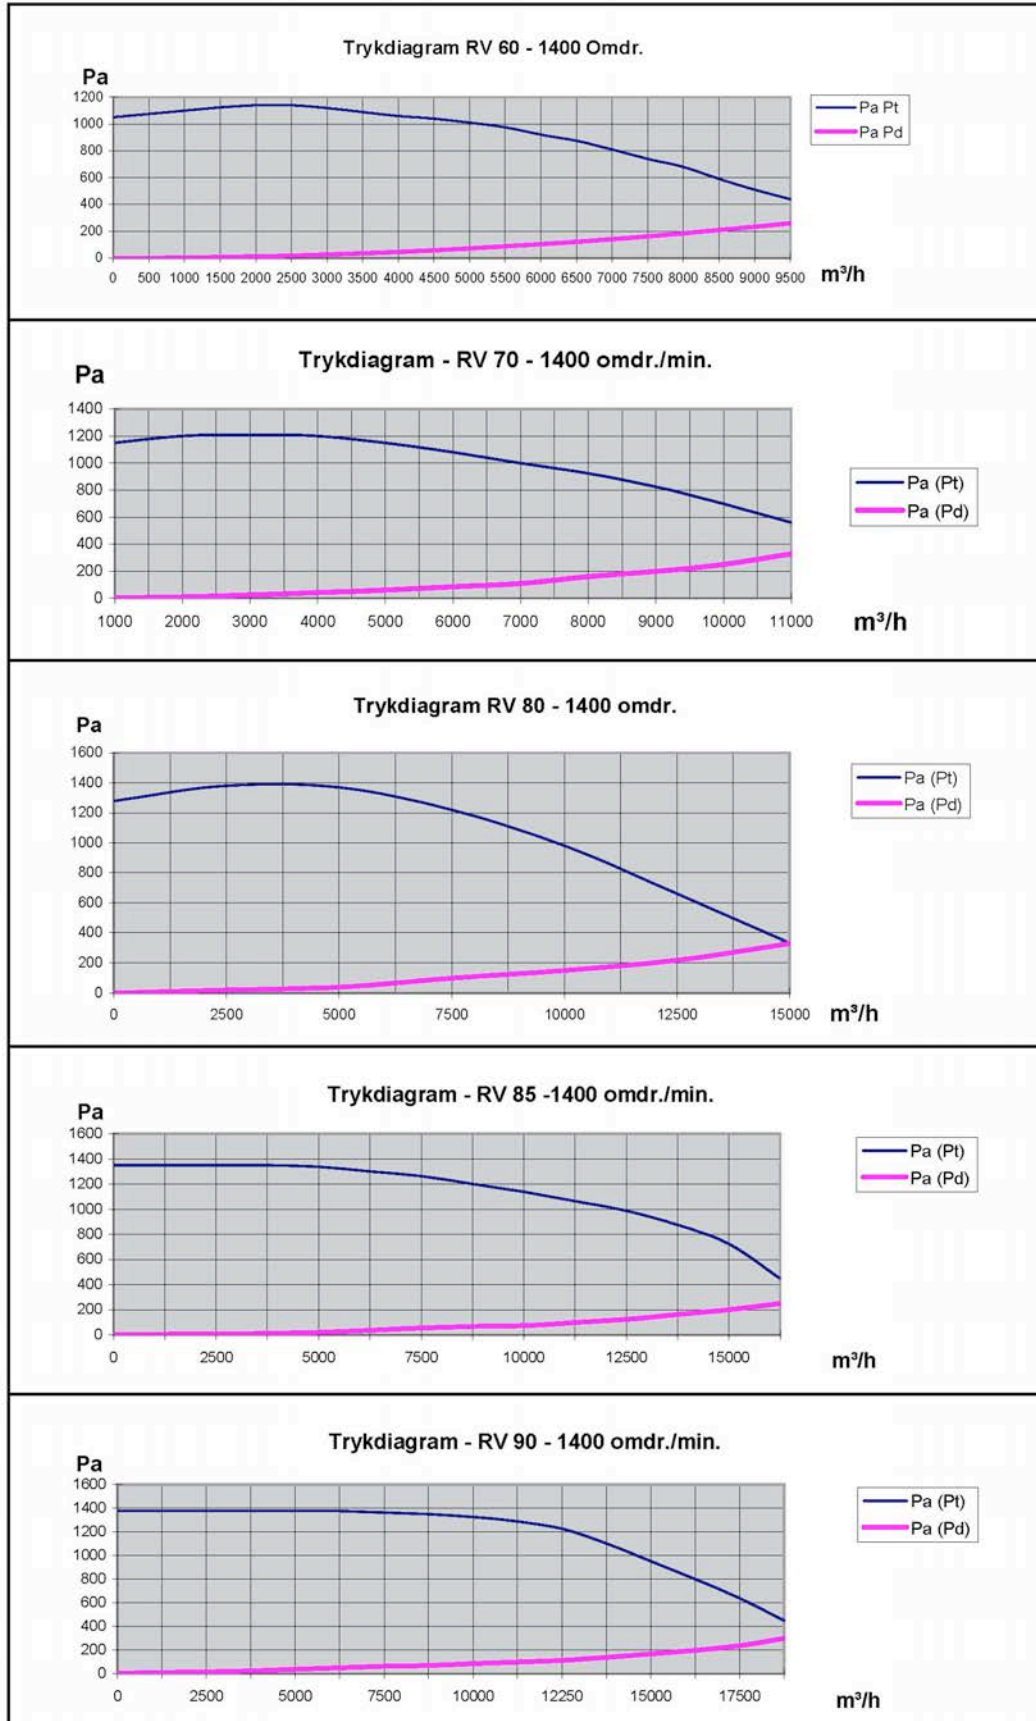 Trykdiagram RV 60 - 1400 Omdr.
Pa
1200
1000
800
600
400
200
0
0 500 1000 1500 2000 2500 3000 3500 4000 4500 5000 5500 6000 6500 7000 7500 8000 8500 9000 9500
m³/h
Pa Pt
Pa Pd
Trykdiagram - RV 70 - 1400 omdr./min.
Pa
1400
1200
1000
800
600
400
200
0
1000 2000 3000 4000 5000 6000 7000 8000 9000 10000 11000
m³/h
Pa (Pt)
Pa (Pd)
Trykdiagram RV 80 - 1400 omdr.
Pa
1600
1400
1200
1000
800
600
400
200
0
0 2500 5000 7500 10000 12500 15000
m³/h
Pa (Pt)
Pa (Pd)
Trykdiagram - RV 85 -1400 omdr./min.
Pa
1600
1400
1200
1000
800
600
400
200
0
0 2500 5000 7500 10000 12500 15000
m³/h
Pa (Pt)
Pa (Pd)
Trykdiagram - RV 90 - 1400 omdr./min.
Pa
1600
1400
1200
1000
800
600
400
200
0
0 2500 5000 7500 10000 12250 15000 17500
m³/h
Pa (Pt)
Pa (Pd)